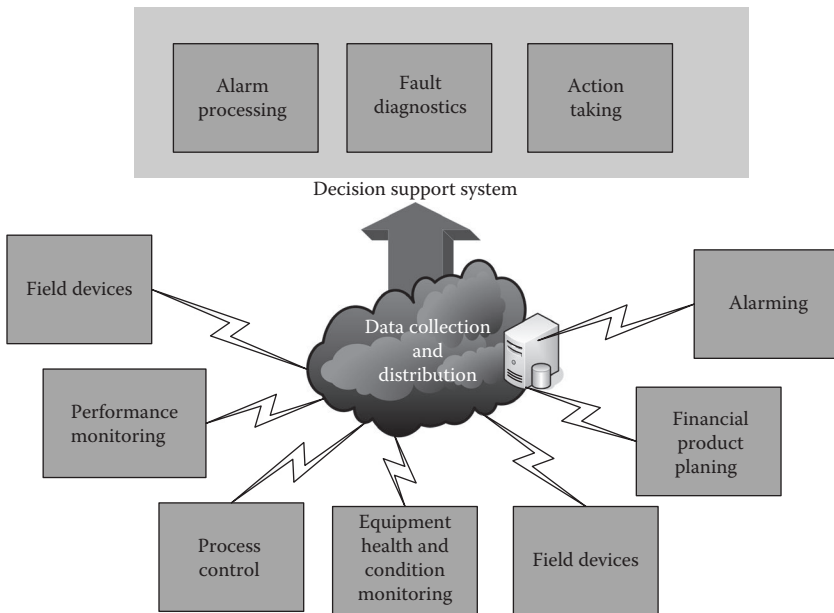 Alarm
processing
Fault
diagnostics
Action
taking
Decision support system
Field devices
Data collection
and
distribution
Alarming
Performance
monitoring
Financial
product
planing
Process
control
Equipment
health and
condition
monitoring
Field devices